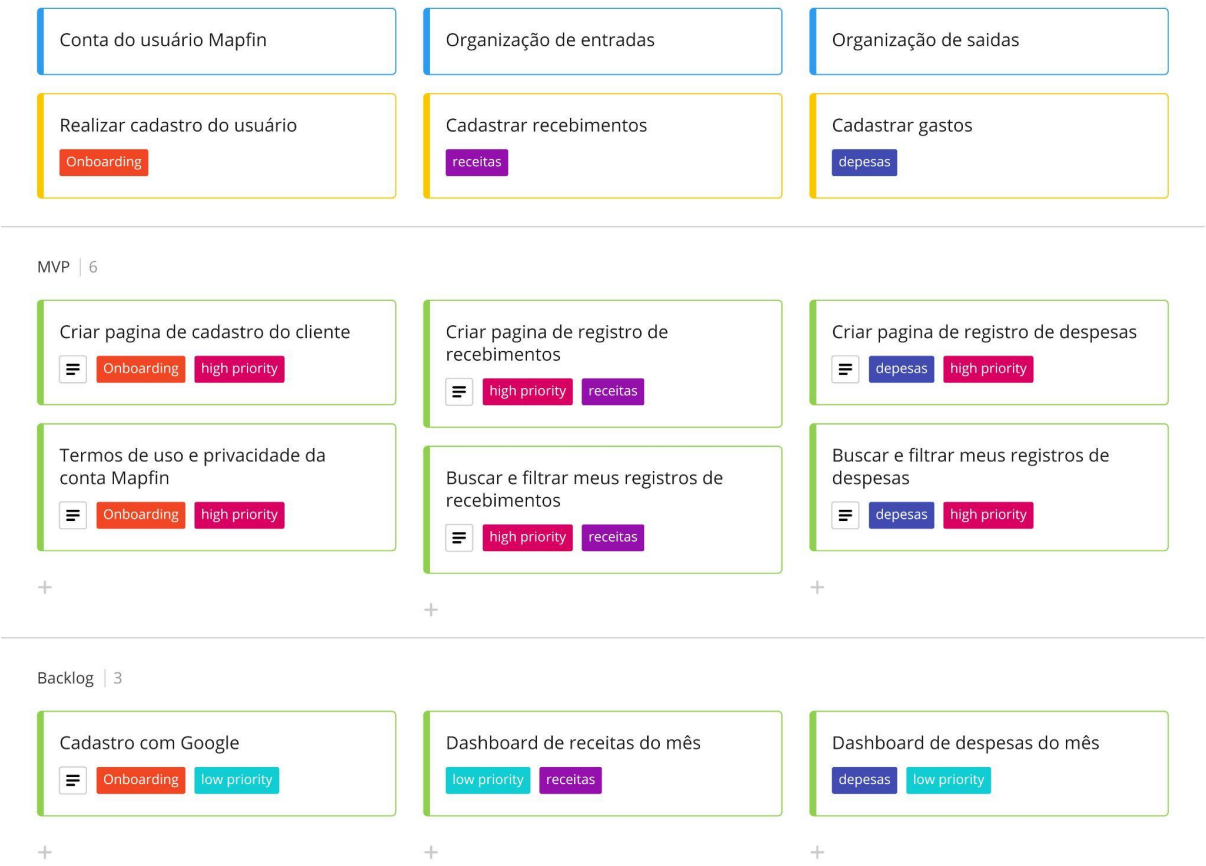 Conta do usuário Mapfin
Organização de entradas
Organização de saidas
Realizar cadastro do usuário
Onboarding
Cadastrar recebimentos
receitas
Cadastrar gastos
depesas
MVP | 6
Criar pagina de cadastro do cliente
Onboarding high priority
Criar pagina de registro de
recebimentos
high priority receitas
Criar pagina de registro de despesas
depesas high priority
Termos de uso e privacidade da
conta Mapfin
Onboarding high priority
Buscar e filtrar meus registros de
recebimentos
high priority receitas
Buscar e filtrar meus registros de
despesas
depesas high priority
Backlog | 3
Cadastro com Google
Onboarding low priority
Dashboard de receitas do mês
low priority receitas
Dashboard de despesas do mês
depesas low priority